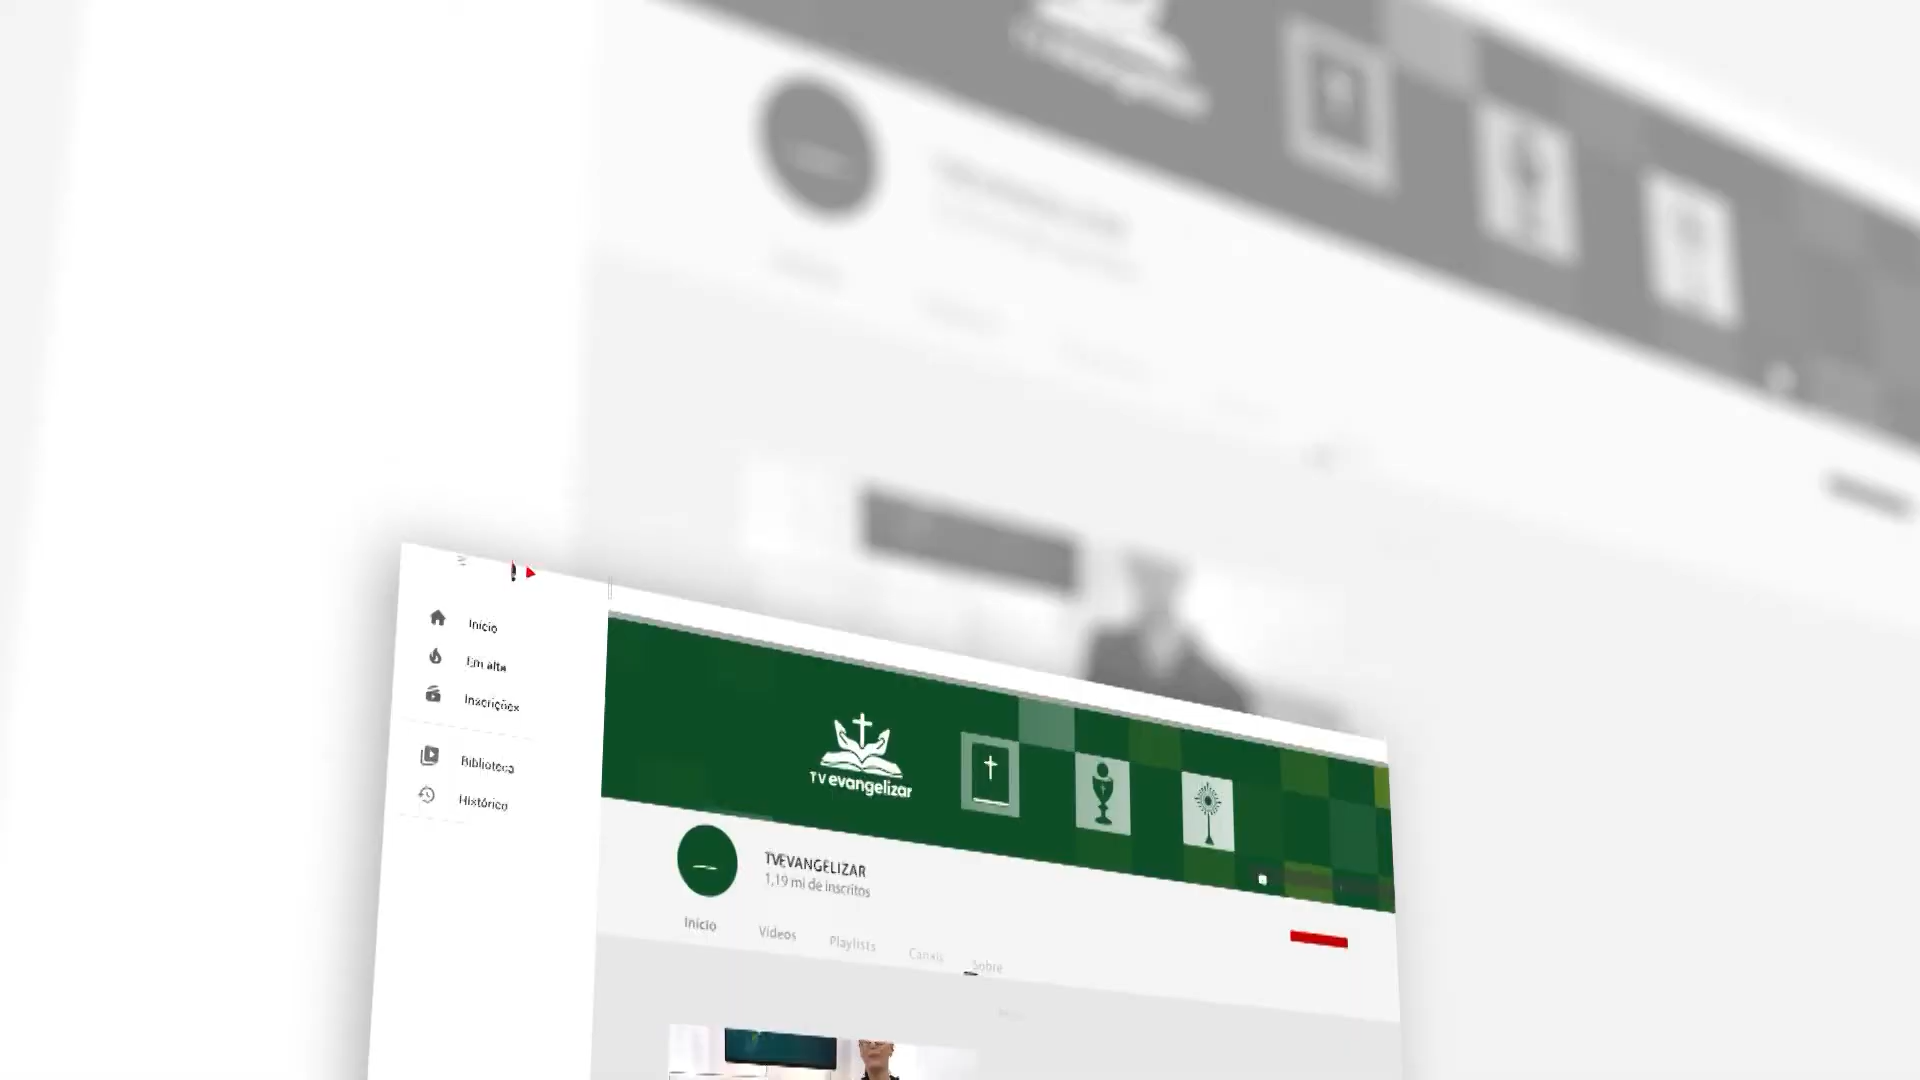 Início
Em alta
Inscrições
Biblioteca
Histórico
TV evangelizar
TVEVANGELIZAR
1,19 mi de inscritos
Início
Vídeos
Playlists
Canais
Sobre